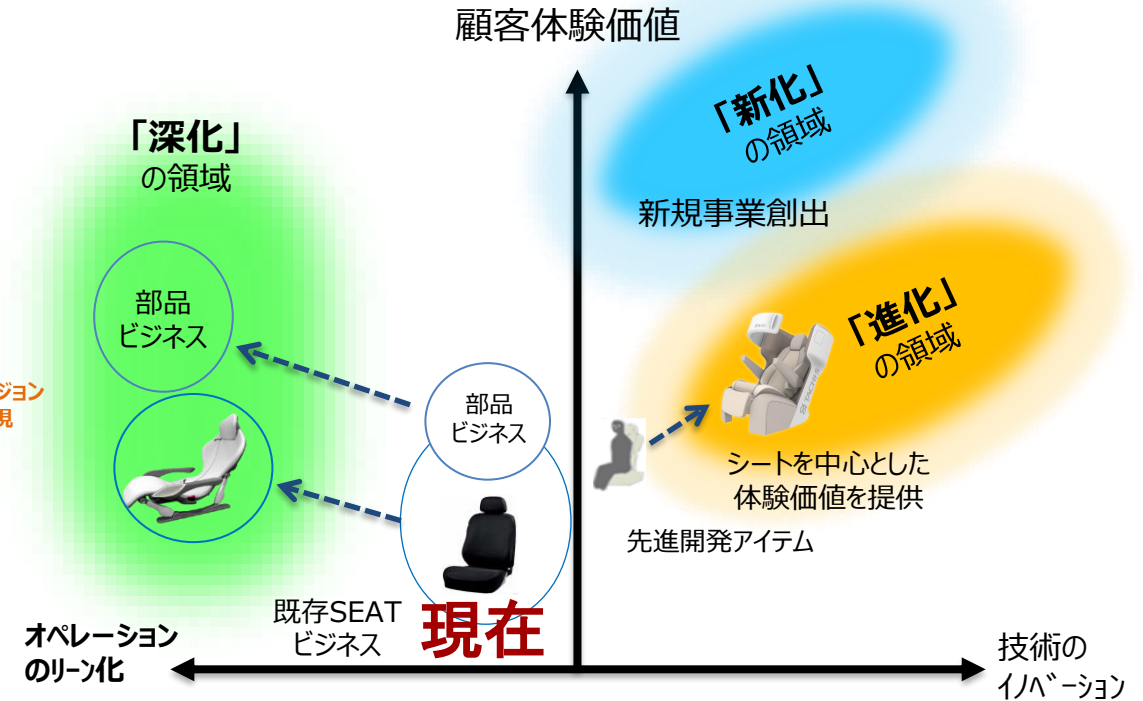 顧客体験価値
「新化」
の領域
「深化」
の領域
新規事業創出
部品
ビジネス
「進化」
の領域
ジョン
現
部品
ビジネス
シートを中心とした
体験価値を提供
先進開発アイテム
既存SEAT
ビジネス
現在
オペレーション
のリーン化
技術の
イノベーション